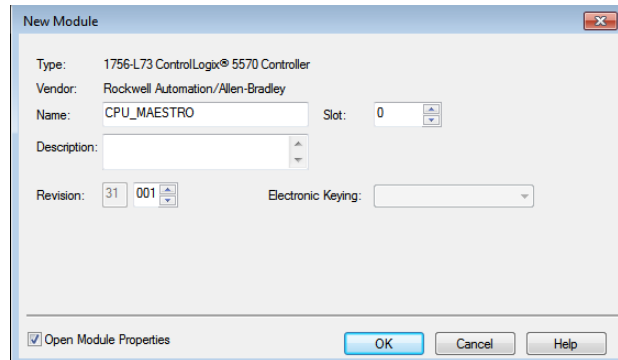 New Module
Type: 1756-L73 ControlLogix® 5570 Controller
Vendor: Rockwell Automation/Allen-Bradley
Name: CPU_MAESTRO Slot: 0
Description:
Revision: 31 001 Electronic Keying:
Open Module Properties OK Cancel Help